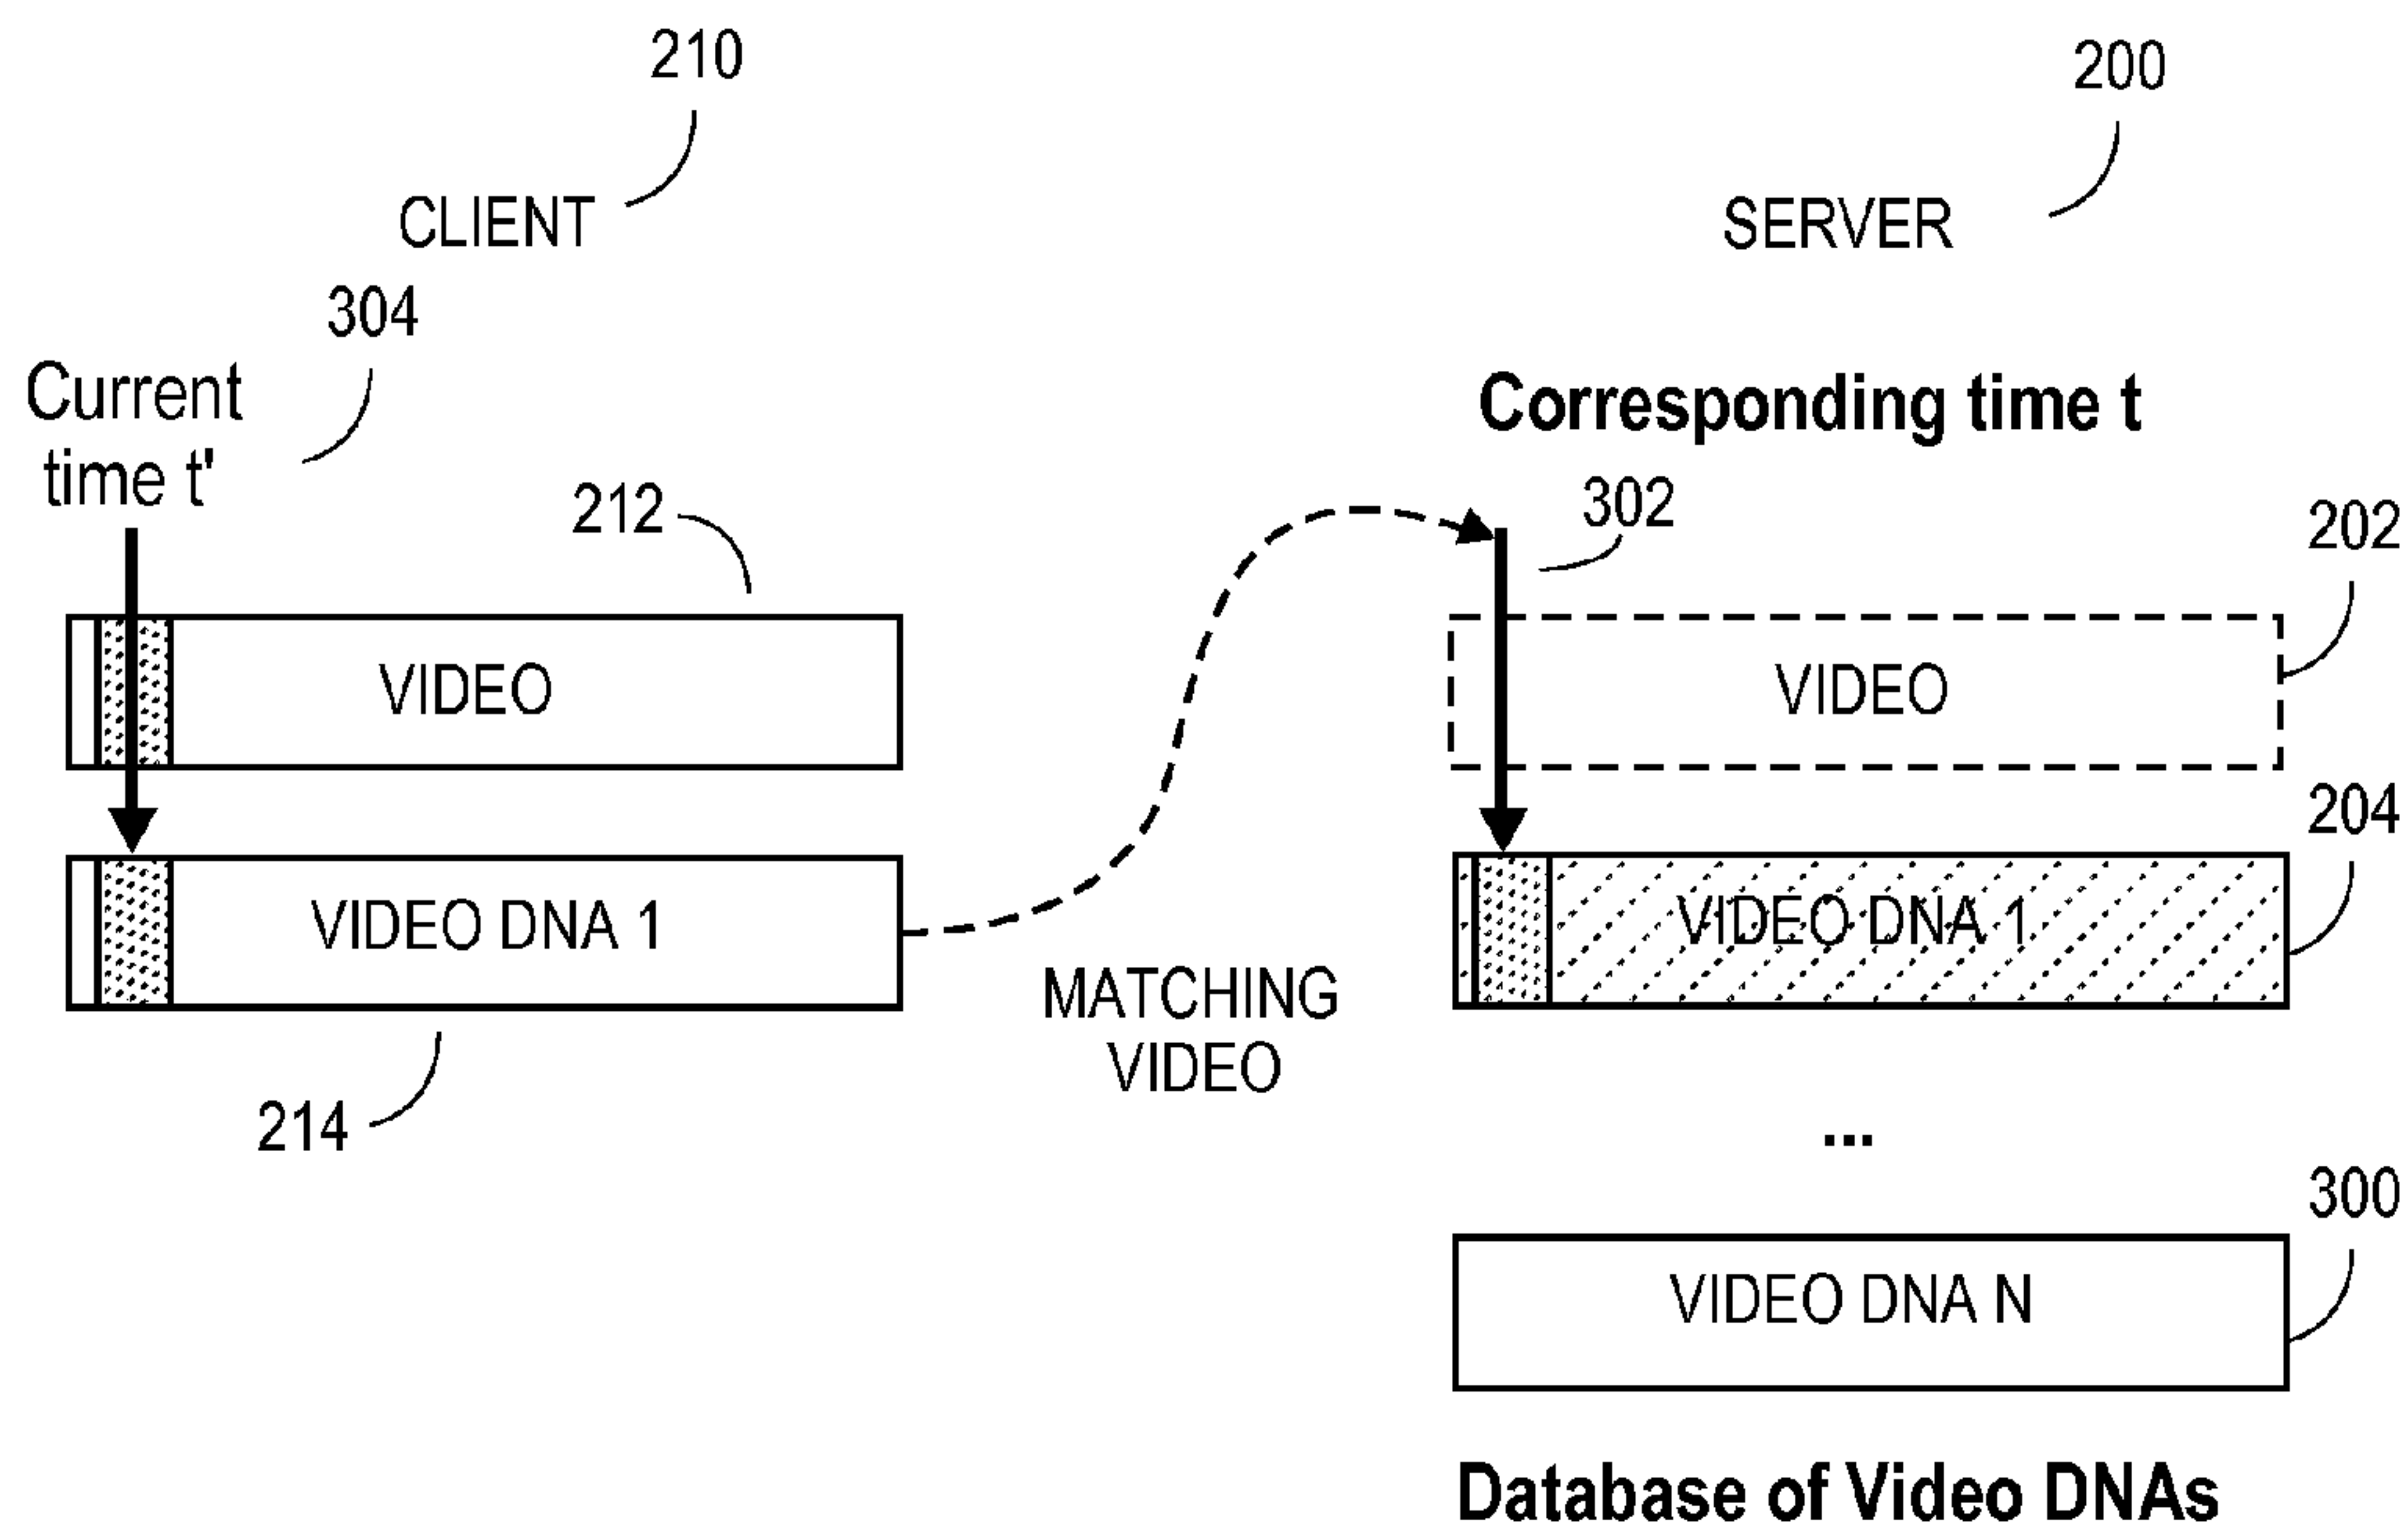 210
200
CLIENT
SERVER
304
Current
time t'
Corresponding time t
212
302
202
VIDEO
VIDEO
204
VIDEO DNA 1
VIDEO DNA 1
MATCHING
VIDEO
214
...
300
VIDEO DNA N
Database of Video DNAs